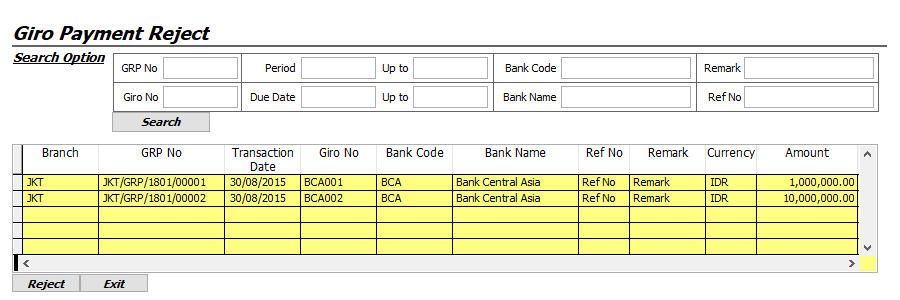 Giro Payment Reject
Search Option
GRP No Period Up to Bank Code Remark
Giro No Due Date Up to Bank Name Ref No
Search
Branch GRP No Transaction Date Giro No Bank Code Bank Name Ref No Remark Currency Amount
JKT JKT/GRP/1801/00001 30/08/2015 BCA001 BCA Bank Central Asia Ref No Remark IDR 1,000,000.00
JKT JKT/GRP/1801/00002 30/08/2015 BCA002 BCA Bank Central Asia Ref No Remark IDR 10,000,000.00
Reject Exit